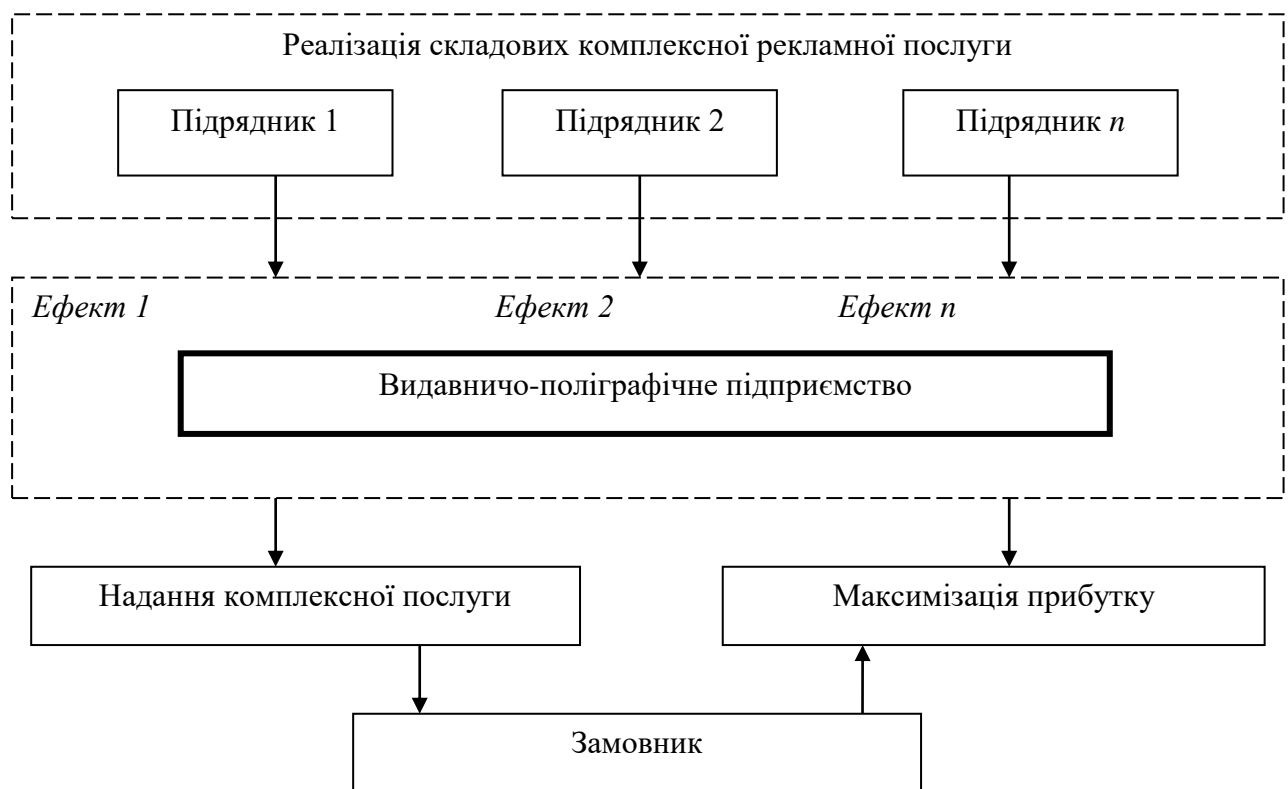 Реалізація складових комплексної рекламної послуги
Підрядник 1
Підрядник 2
Підрядник n
Ефект 1
Ефект 2
Ефект n
Видавничо-поліграфічне підприємство
Надання комплексної послуги
Максимізація прибутку
Замовник